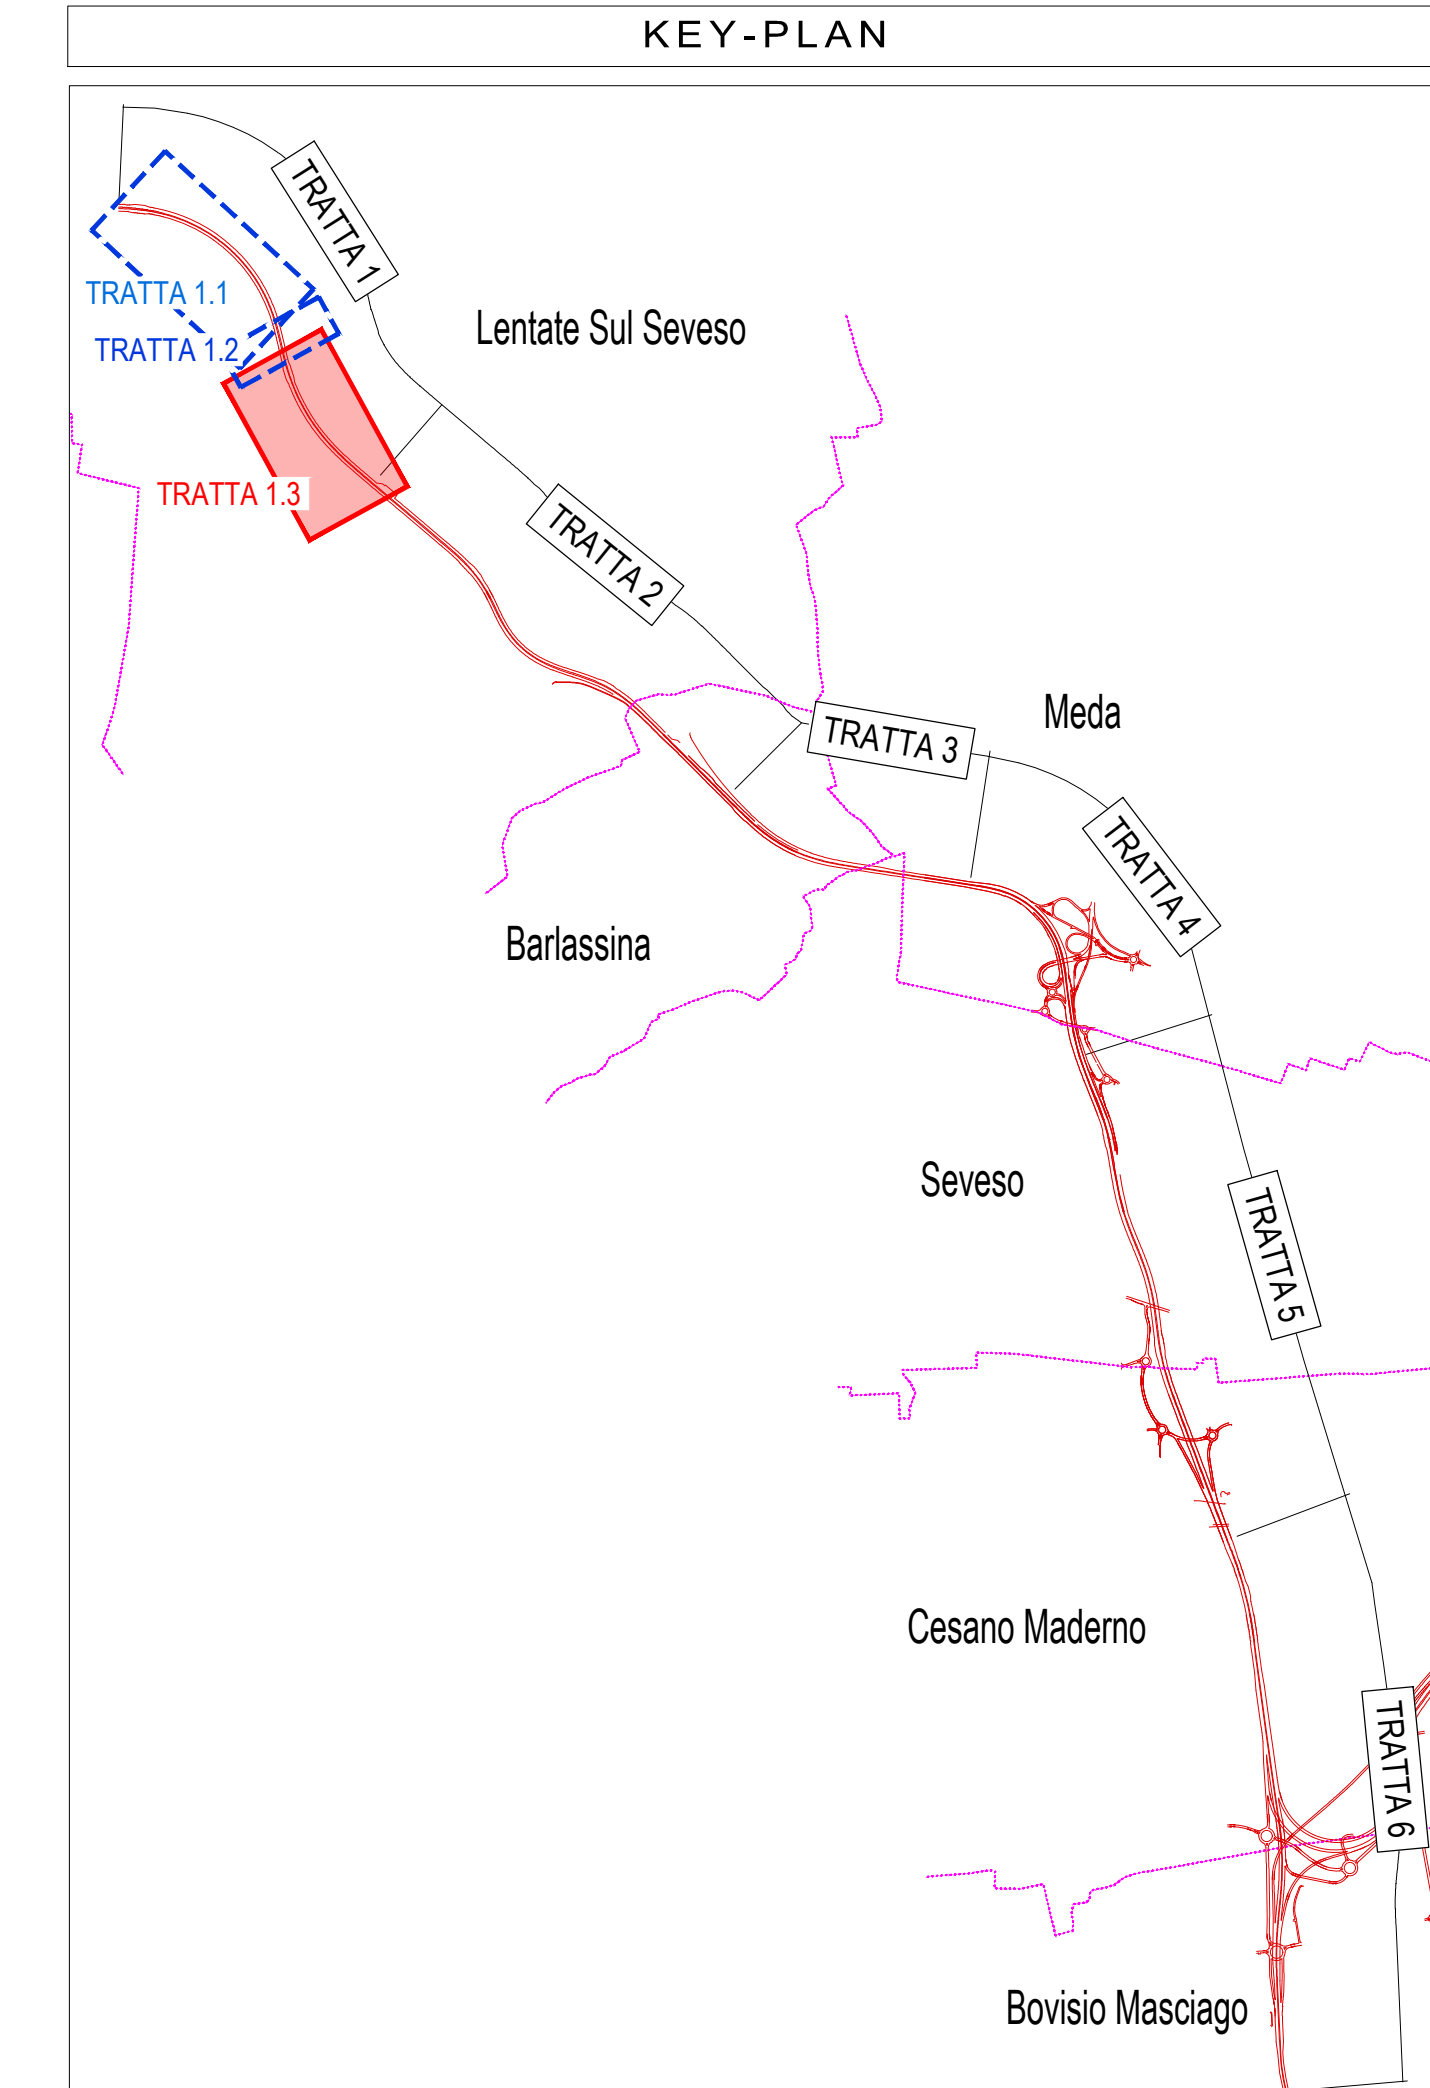 KEY-PLAN
TRATTA 1
TRATTA 1.1
Lentate Sul Seveso
TRATTA 1.2
TRATTA 1.3
TRATTA 2
Meda
TRATTA 3
TRATTA 4
Barlassina
Seveso
TRATTA 5
Cesano Maderno
TRATTA 6
Bovisio Masciago